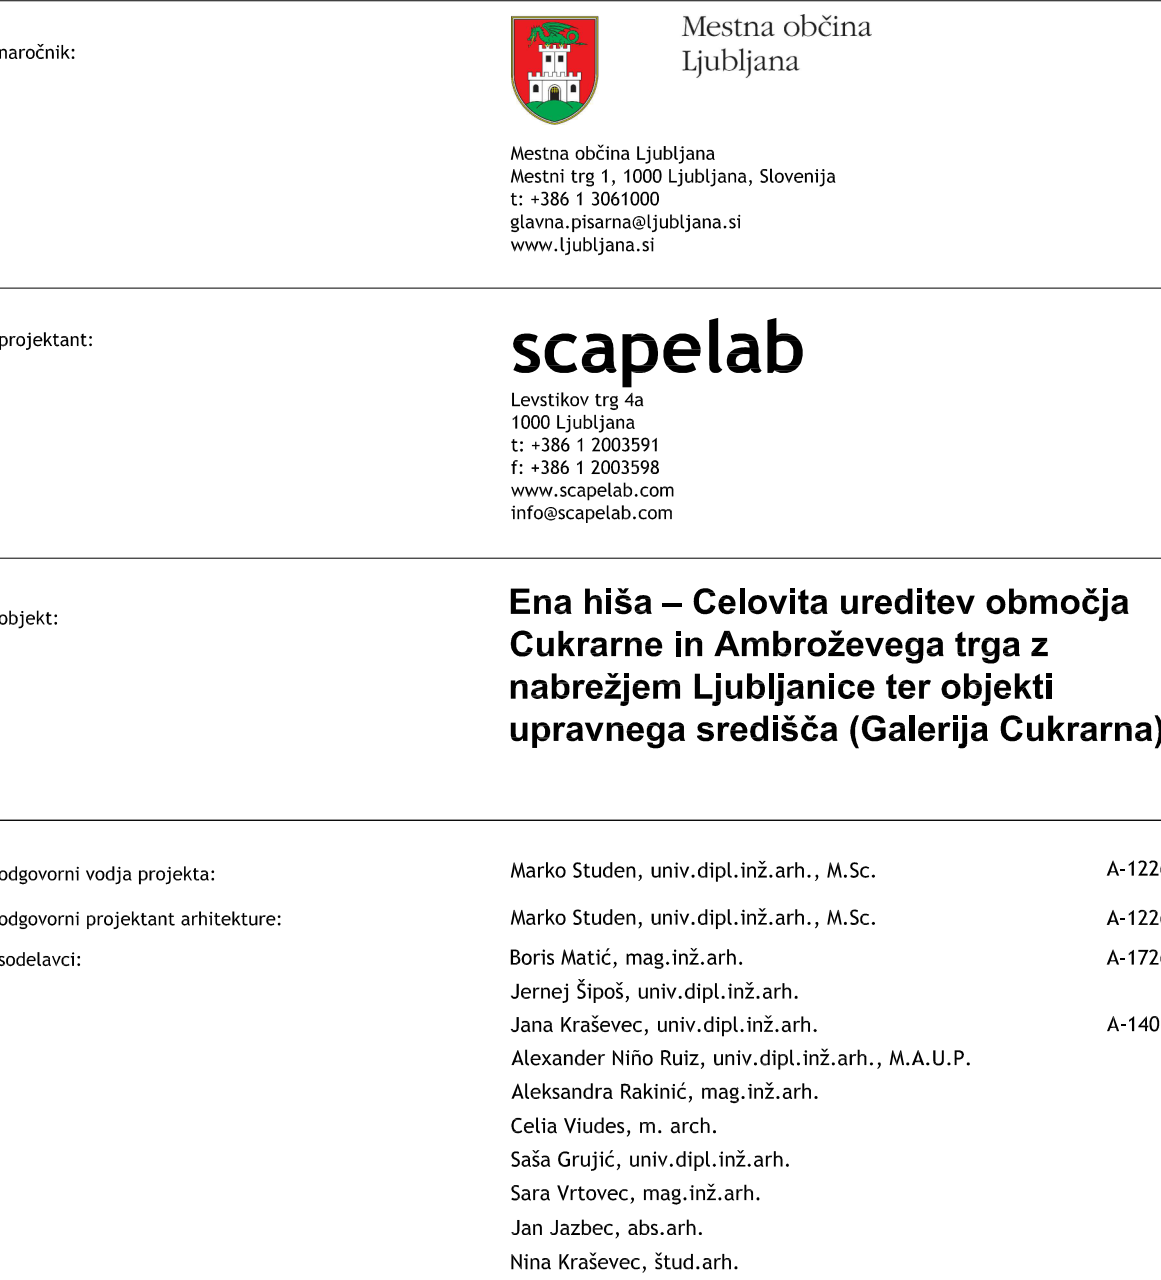 naročnik:
Mestna občina
Ljubljana
Mestna občina Ljubljana
Mestni trg 1, 1000 Ljubljana, Slovenija
t: +386 1 3061000
glavna.pisarna@ljubljana.si
www.ljubljana.si
projektant:
scapelab
Levstikov trg 4a
1000 Ljubljana
t: +386 1 2003591
f: +386 1 2003598
www.scapelab.com
info@scapelab.com
objekt:
Ena hiša – Celovita ureditev območja
Cukrarne in Ambroževega trga z
nabrežjem Ljubljanice ter objekti
upravnega središča (Galerija Cukrarna)
odgovorni vodja projekta: Marko Studen, univ.dipl.inž.arh., M.Sc.
odgovorni projektant arhitekture: Marko Studen, univ.dipl.inž.arh., M.Sc.
sodelavci: Boris Matić, mag.inž.arh.
Jernej Šipoš, univ.dipl.inž.arh.
Jana Kraševec, univ.dipl.inž.arh.
Alexander Niño Ruiz, univ.dipl.inž.arh., M.A.U.P.
Aleksandra Rakinić, mag.inž.arh.
Celia Viudes, m. arch.
Saša Grujić, univ.dipl.inž.arh.
Sara Vrtovec, mag.inž.arh.
Jan Jazbec, abs.arh.
Nina Kraševec, štud.arh.